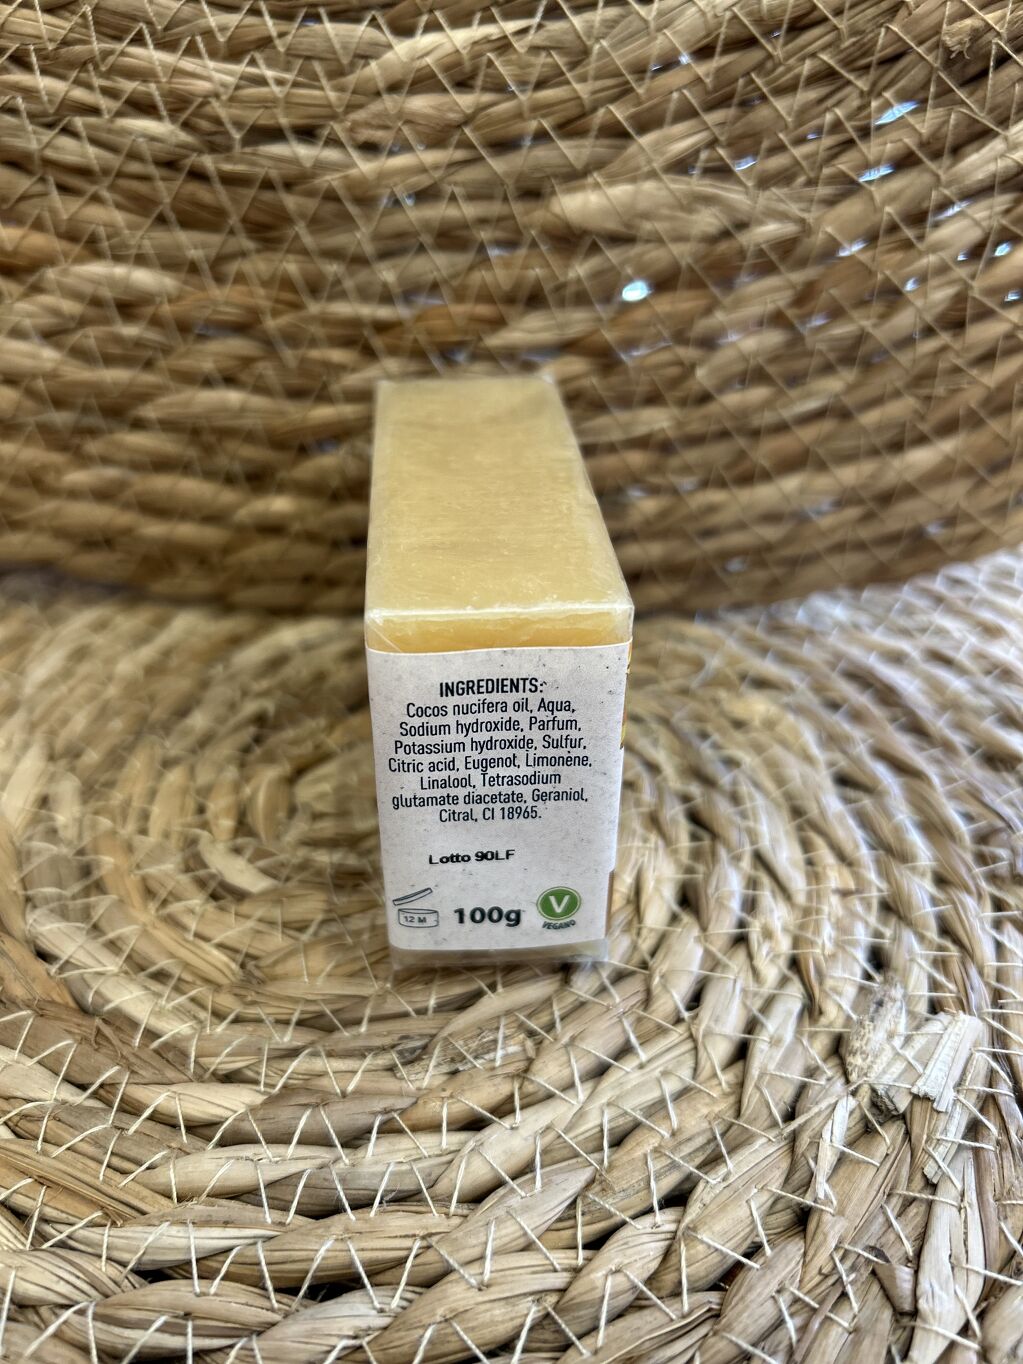 INGREDIENTS:
Cocos nucifera oil, Aqua,
Sodium hydroxide, Parfum,
Potassium hydroxide, Sulfur,
Citric acid, Eugenol, Limonene,
Linalool, Tetrasodium
glutamate diacetate, Geraniol,
Citral, CI 18965.
Lotto 90LF
12 M 100g V
VEGANO